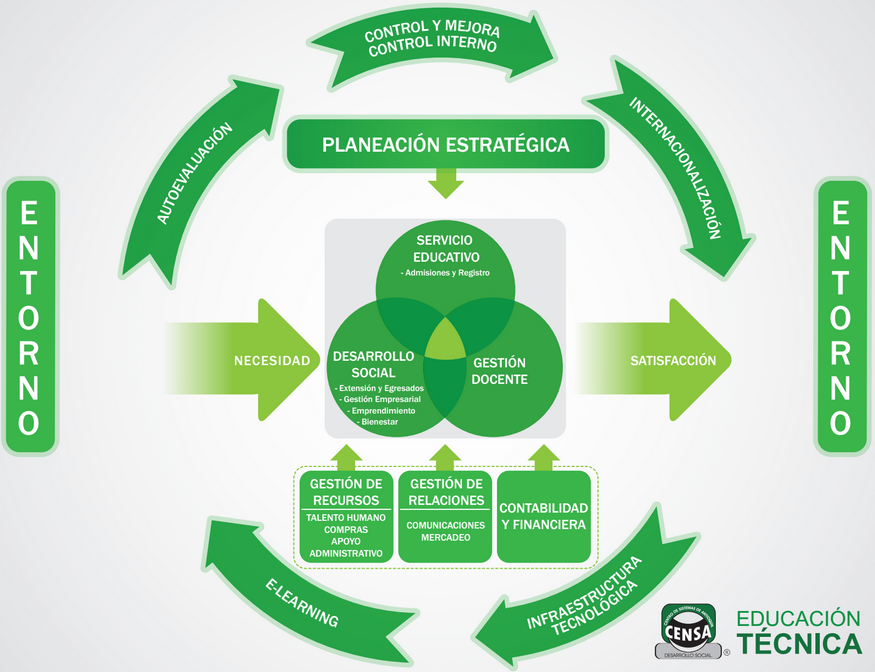 CONTROL Y MEJORA
CONTROL INTERNO
AUTOEVALUACIÓN
INTERNACIONALIZACIÓN
PLANEACIÓN ESTRATÉGICA
ENTORNO
ENTORNO
SERVICIO
EDUCATIVO
- Admisiones y Registro
NECESIDAD
DESARROLLO
SOCIAL
- Extensión y Egresados
- Gestión Empresarial
- Emprendimiento
- Bienestar
GESTIÓN
DOCENTE
SATISFACCIÓN
GESTIÓN DE
RECURSOS
TALENTO HUMANO
COMPRAS
APOYO
ADMINISTRATIVO
GESTIÓN DE
RELACIONES
COMUNICACIONES
MERCADEO
CONTABILIDAD
Y FINANCIERA
E-LEARNING
INFRAESTRUCTURA
TECNOLÓGICA
CENSA
DESARROLLO SOCIAL
®
EDUCACIÓN
TÉCNICA